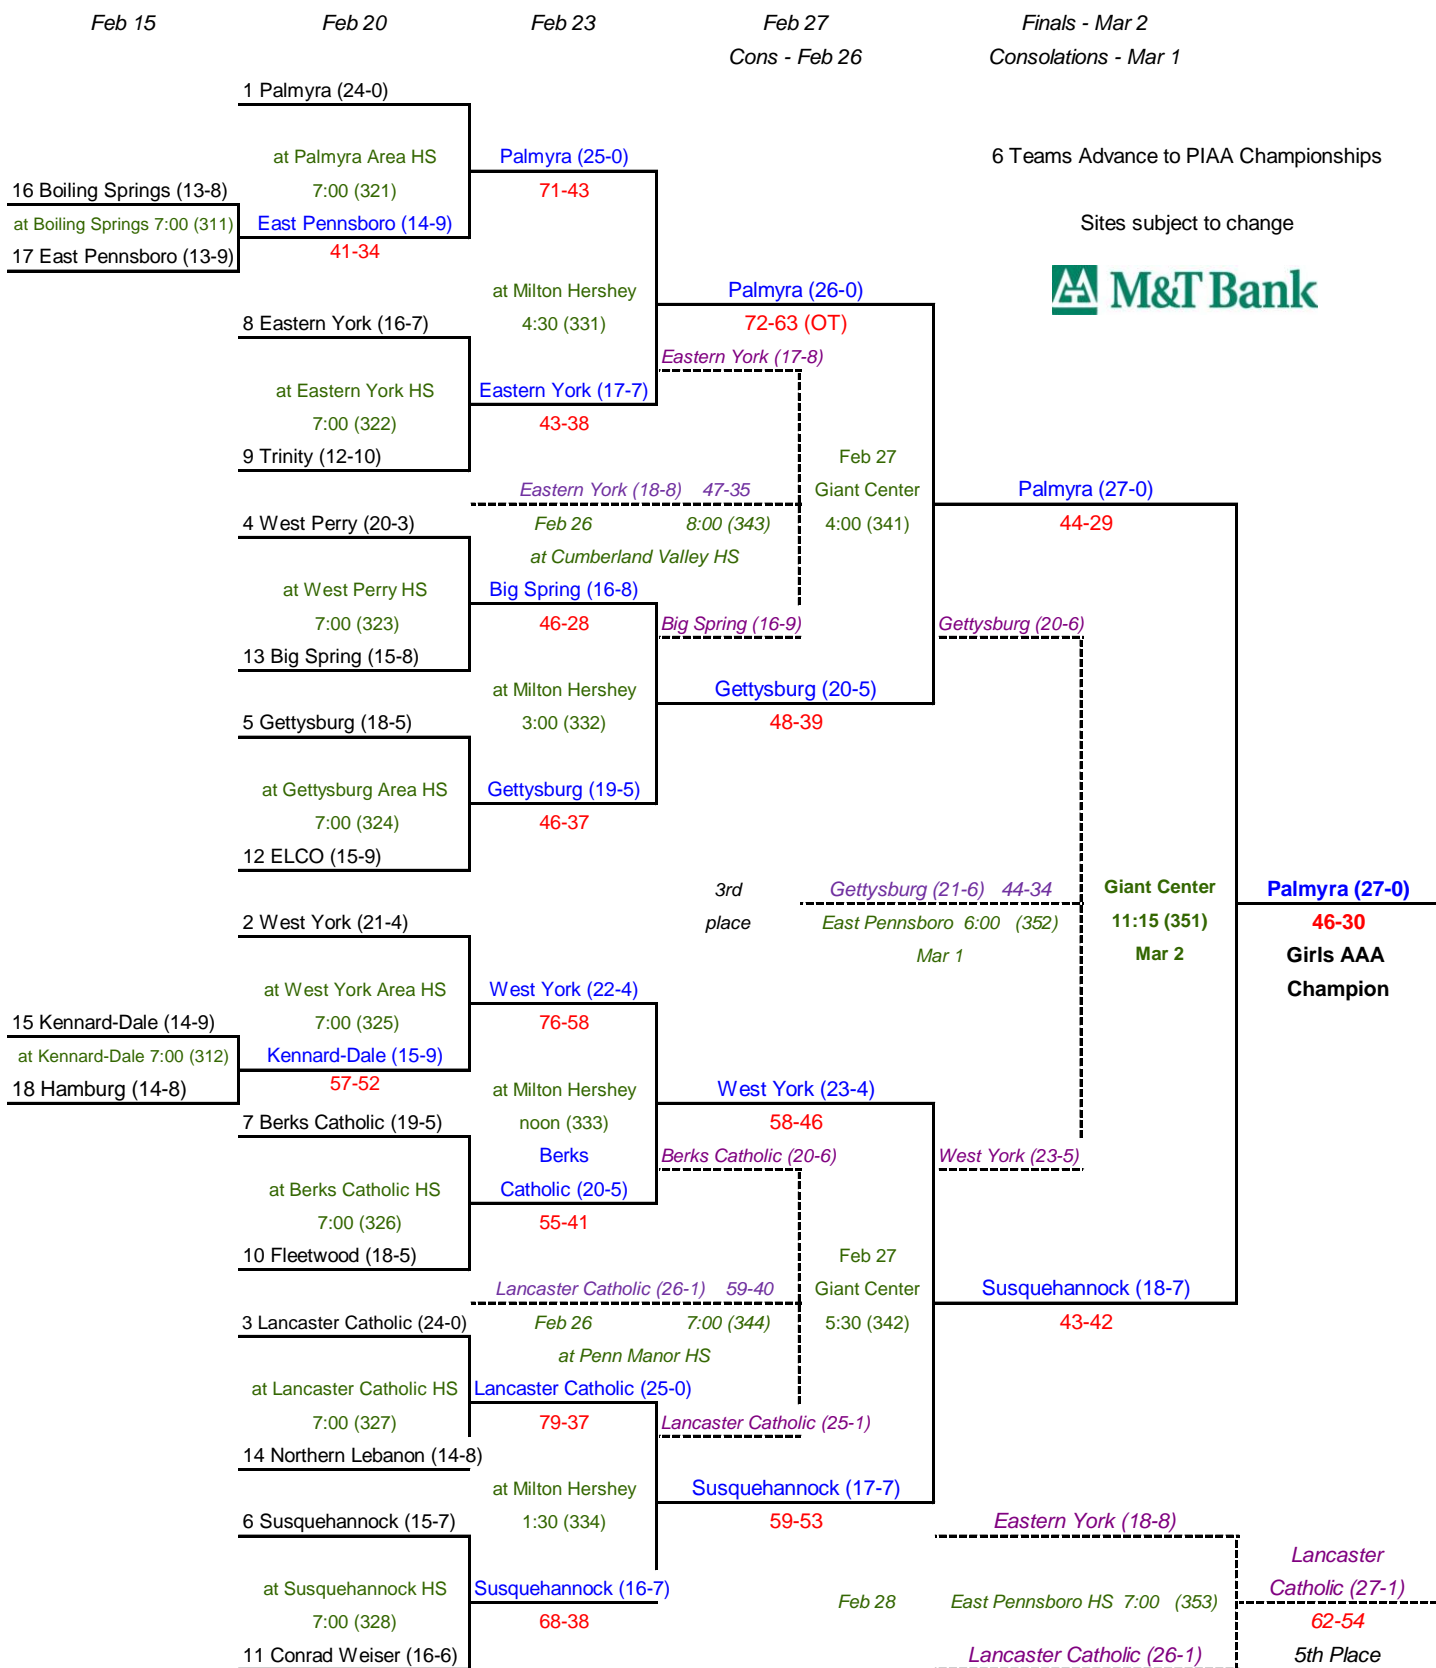 Feb 15
Feb 20
Feb 23
Feb 27
Finals - Mar 2
Cons - Feb 26
Consolations - Mar 1
1 Palmyra (24-0)
at Palmyra Area HS
Palmyra (25-0)
6 Teams Advance to PIAA Championships
16 Boiling Springs (13-8)
7:00 (321)
71-43
at Boiling Springs 7:00 (311)
East Pennsboro (14-9)
Sites subject to change
17 East Pennsboro (13-9)
41-34
at Milton Hershey
Palmyra (26-0)
M&T Bank
8 Eastern York (16-7)
4:30 (331)
72-63 (OT)
Eastern York (17-8)
at Eastern York HS
Eastern York (17-7)
7:00 (322)
43-38
9 Trinity (12-10)
Feb 27
Eastern York (18-8) 47-35
Giant Center
Palmyra (27-0)
4 West Perry (20-3)
Feb 26
8:00 (343)
4:00 (341)
44-29
at Cumberland Valley HS
at West Perry HS
Big Spring (16-8)
7:00 (323)
46-28
Big Spring (16-9)
Gettysburg (20-6)
13 Big Spring (15-8)
at Milton Hershey
Gettysburg (20-5)
5 Gettysburg (18-5)
3:00 (332)
48-39
at Gettysburg Area HS
Gettysburg (19-5)
7:00 (324)
46-37
12 ELCO (15-9)
3rd
Gettysburg (21-6) 44-34
Giant Center
Palmyra (27-0)
2 West York (21-4)
place
East Pennsboro 6:00 (352)
11:15 (351)
46-30
Mar 1
Mar 2
Girls AAA
at West York Area HS
West York (22-4)
Champion
15 Kennard-Dale (14-9)
7:00 (325)
76-58
at Kennard-Dale 7:00 (312)
Kennard-Dale (15-9)
18 Hamburg (14-8)
57-52
at Milton Hershey
West York (23-4)
7 Berks Catholic (19-5)
noon (333)
58-46
Berks
Berks Catholic (20-6)
West York (23-5)
at Berks Catholic HS
Catholic (20-5)
7:00 (326)
55-41
10 Fleetwood (18-5)
Feb 27
Lancaster Catholic (26-1) 59-40
Giant Center
Susquehannock (18-7)
3 Lancaster Catholic (24-0)
Feb 26
7:00 (344)
5:30 (342)
43-42
at Penn Manor HS
at Lancaster Catholic HS
Lancaster Catholic (25-0)
7:00 (327)
79-37
Lancaster Catholic (25-1)
14 Northern Lebanon (14-8)
at Milton Hershey
Susquehannock (17-7)
6 Susquehannock (15-7)
1:30 (334)
59-53
Eastern York (18-8)
Lancaster
at Susquehannock HS
Susquehannock (16-7)
Feb 28
East Pennsboro HS 7:00 (353)
Catholic (27-1)
7:00 (328)
68-38
62-54
11 Conrad Weiser (16-6)
Lancaster Catholic (26-1)
5th Place